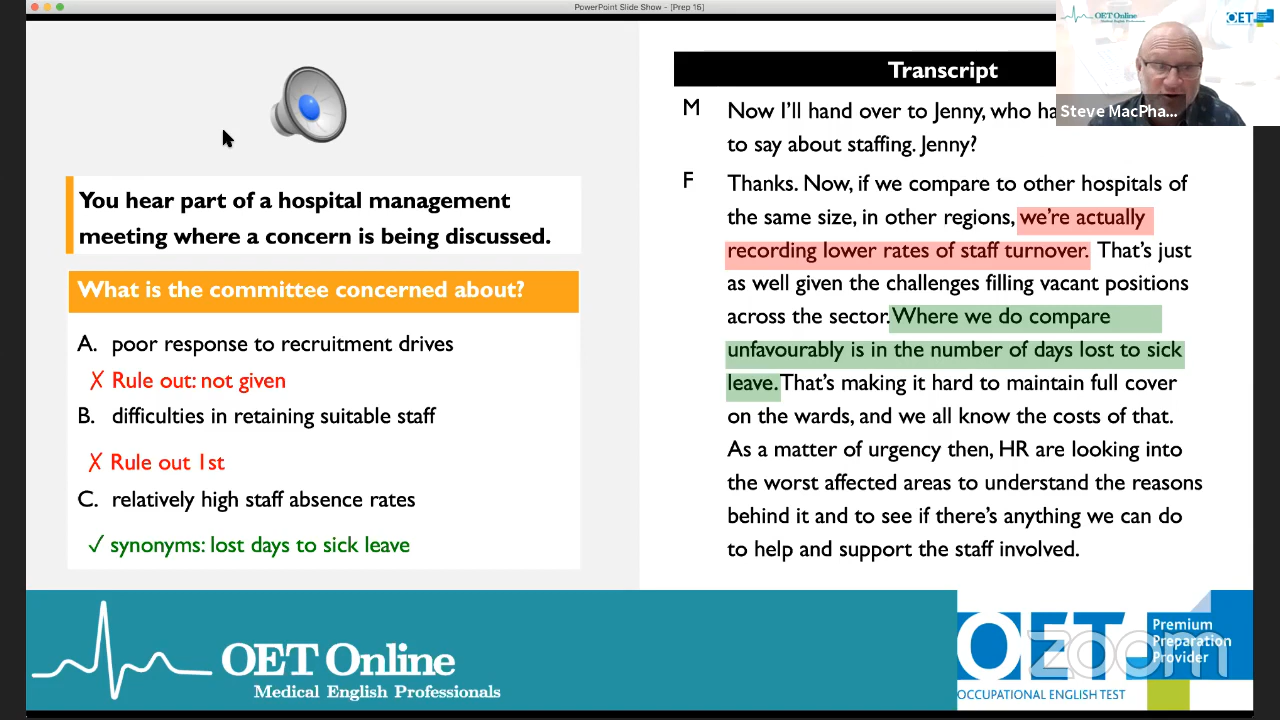 PowerPoint Slide Show - [Prep 16]
You hear part of a hospital management
meeting where a concern is being discussed.
What is the committee concerned about?
A. poor response to recruitment drives
✗ Rule out: not given
B. difficulties in retaining suitable staff
✗ Rule out 1st
C. relatively high staff absence rates
✓ synonyms: lost days to sick leave
Transcript
M Now I'll hand over to Jenny, who
to say about staffing. Jenny?
F Thanks. Now, if we compare to other hospitals of
the same size, in other regions, we're actually
recording lower rates of staff turnover. That's just
as well given the challenges filling vacant positions
across the sector. Where we do compare
unfavourably is in the number of days lost to sick
leave. That's making it hard to maintain full cover
on the wards, and we all know the costs of that.
As a matter of urgency then, HR are looking into
the worst affected areas to understand the reasons
behind it and to see if there's anything we can do
to help and support the staff involved.
OET Online
OET
Steve MacPha...
OET Online
Medical English Professionals
OET
OCCUPATIONAL ENGLISH TEST
Premium
Preparation
Provider
zoom